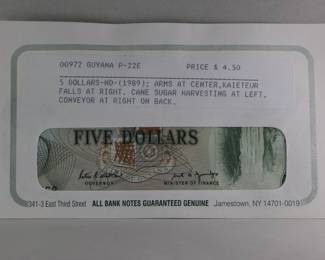 00972 GUYANA P-22E PRICE $ 4.50
5 DOLLARS-ND-(1989); ARMS AT CENTER,KAIETEUR
FALLS AT RIGHT. CANE SUGAR HARVESTING AT LEFT,
CONVEYOR AT RIGHT ON BACK.
FIVE DOLLARS
GOVERNOR MINISTER OF FINANCE
341-3 East Third Street ALL BANK NOTES GUARANTEED GENUINE Jamestown, NY 14701-0019